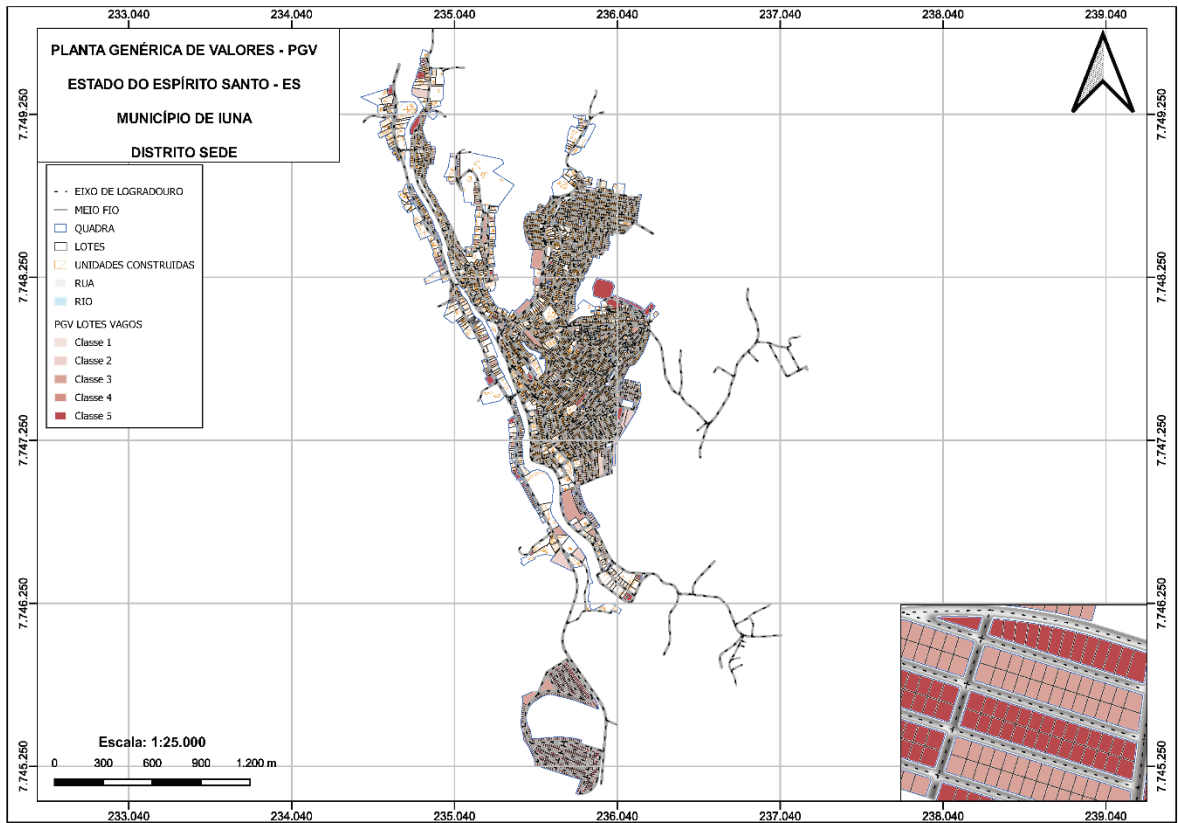 233.040
234.040
235.040
236.040
237.040
238.040
239.040
PLANTA GENÉRICA DE VALORES - PGV
ESTADO DO ESPÍRITO SANTO - ES
MUNICÍPIO DE IUNA
DISTRITO SEDE
EIXO DE LOGRADOURO
MEIO FIO
QUADRA
LOTES
UNIDADES CONSTRUIDAS
RUA
RIO
PGV LOTES VAGOS
Classe 1
Classe 2
Classe 3
Classe 4
Classe 5
7.749.250
7.748.250
7.747.250
7.746.250
7.745.250
7.749.250
7.748.250
7.747.250
7.746.250
7.745.250
Escala: 1:25.000
0 300 600 900 1.200 m
233.040
234.040
235.040
236.040
237.040
238.040
239.040